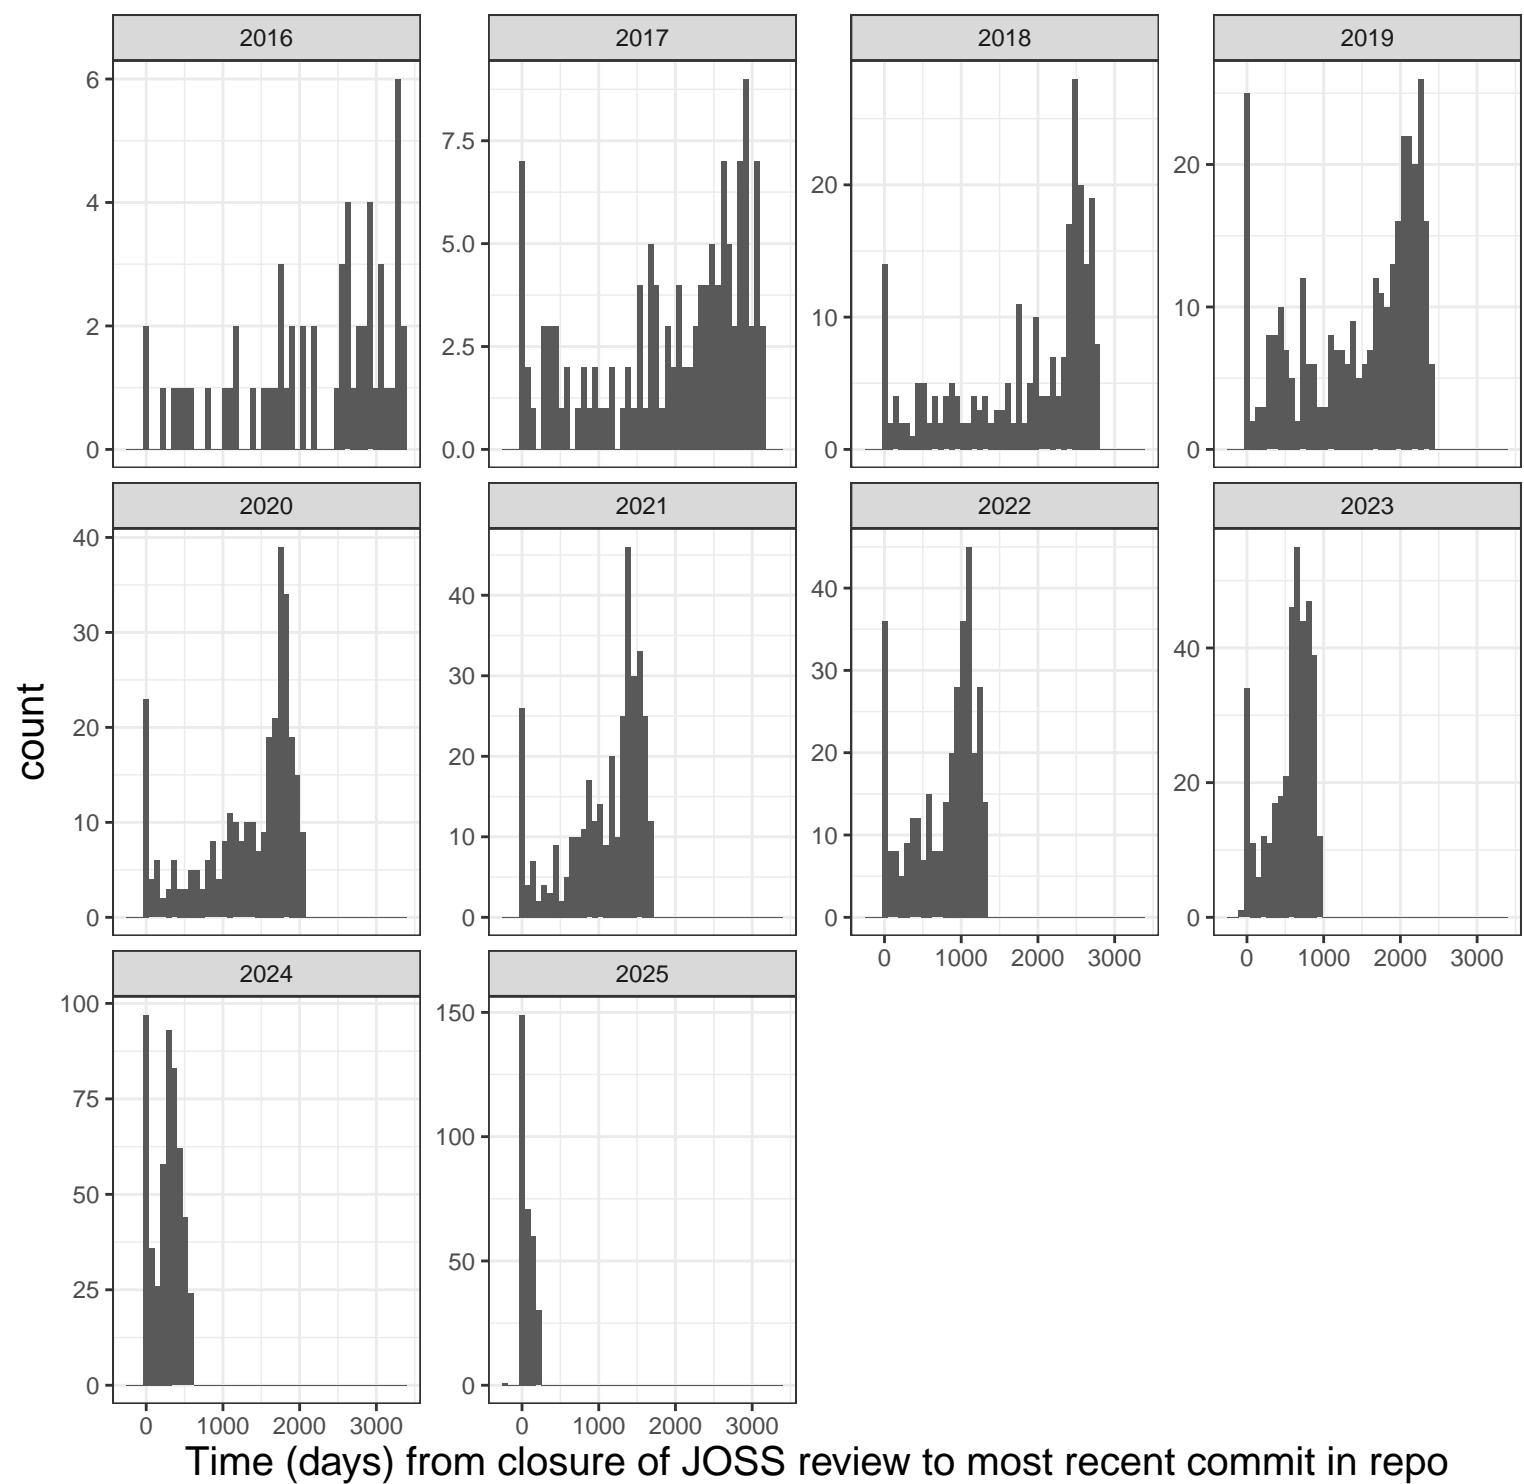 2016 2017 2018 2019
6 4 2 0
7.5 5.0 2.5 0.0
20 10 0
20 10 0
2020 2021 2022 2023
40 30 20 10 0
40 30 20 10 0
40 30 20 10 0
40 20 0
0 1000 2000 3000
0 1000 2000 3000
count
2024 2025
100 75 50 25 0
150 100 50 0
0 1000 2000 3000
0 1000 2000 3000
Time (days) from closure of JOSS review to most recent commit in repo